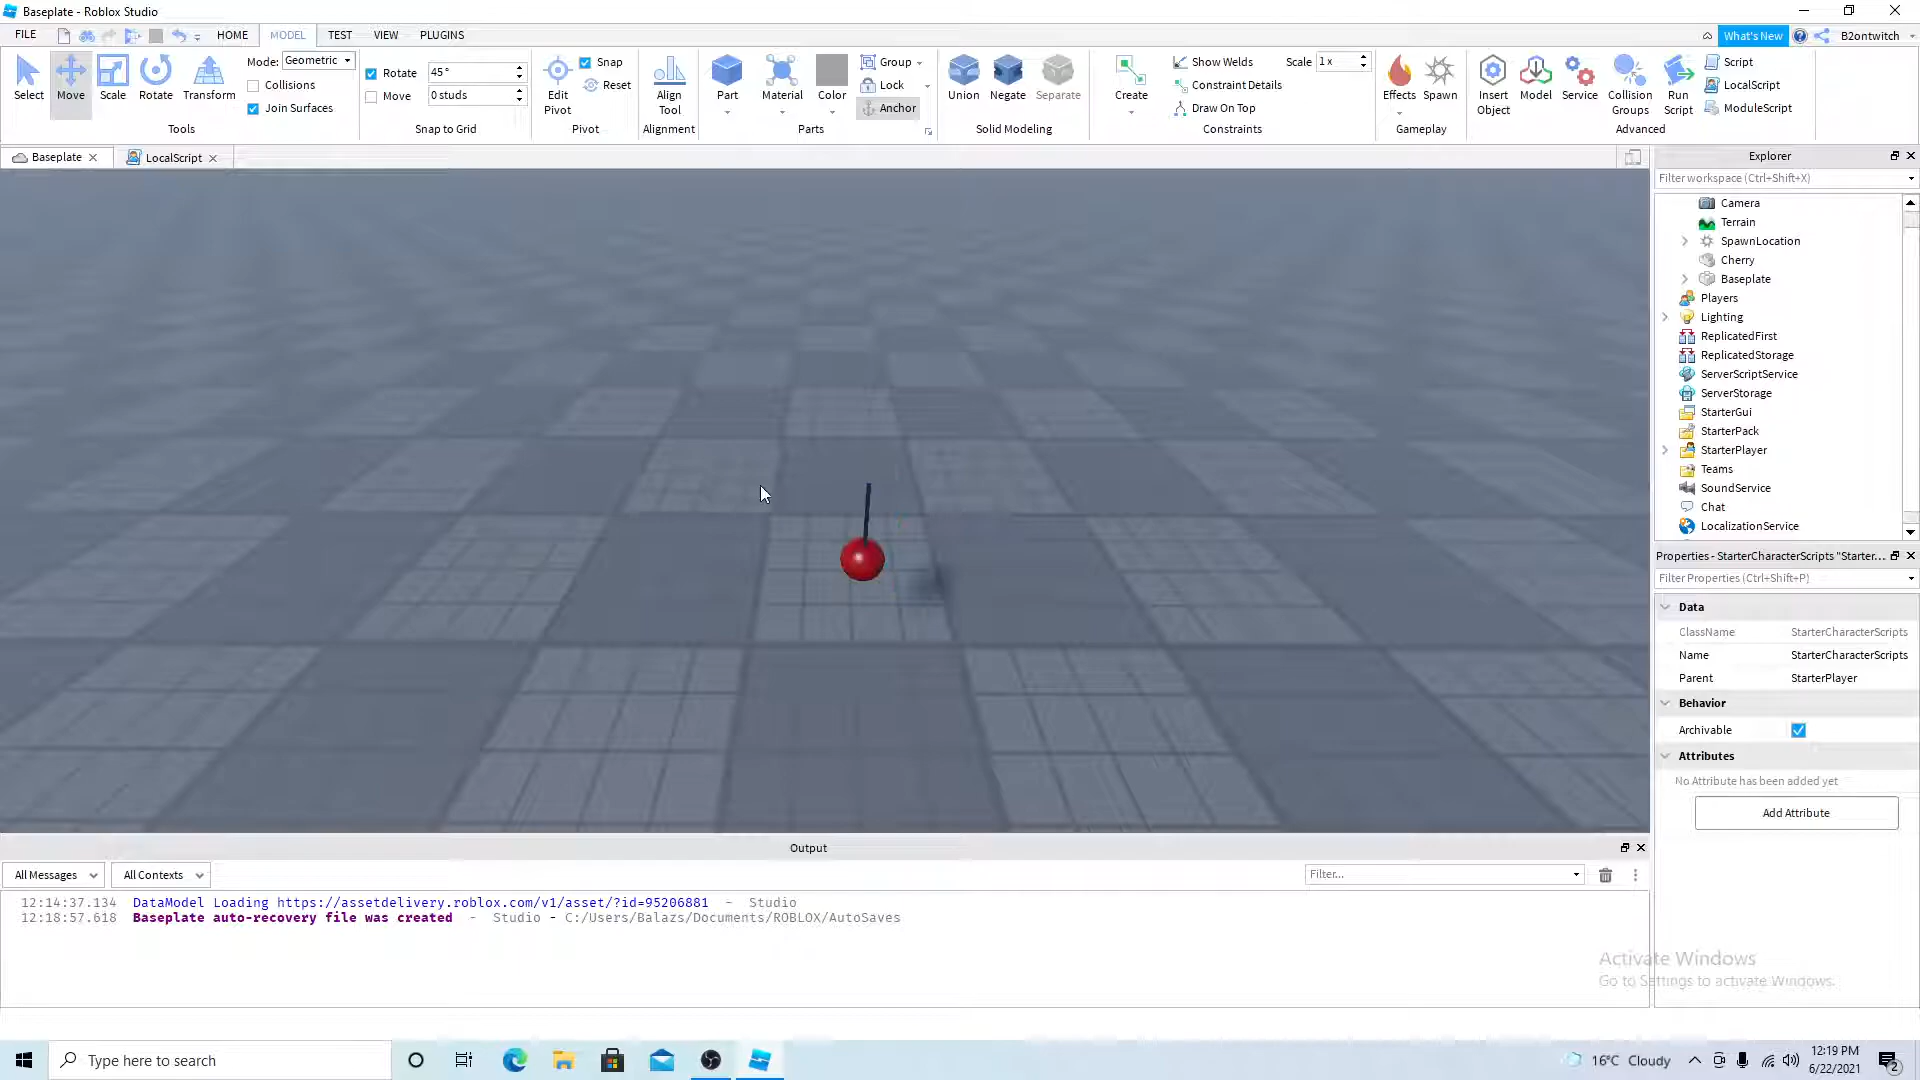 Baseplate - Roblox Studio
FILE HOME MODEL TEST VIEW PLUGINS What's New B2ontwitch
Select Move Scale Rotate Transform
Mode: Geometric
Collisions
Join Surfaces
Tools
Rotate 45°
Move 0 studs
Snap to Grid
Edit Pivot
Snap
Reset
Pivot
Align Tool
Alignment
Part Material Color
Group
Lock
Anchor
Parts
Union Negate Separate
Solid Modeling
Create
Show Welds Scale 1 x
Constraint Details
Draw On Top
Constraints
Effects Spawn
Gameplay
Insert Object Model Service Collision Groups Run Script
Script
LocalScript
ModuleScript
Advanced
Baseplate LocalScript
Explorer
Filter workspace (Ctrl+Shift+X)
Camera
Terrain
SpawnLocation
Cherry
Baseplate
Players
Lighting
ReplicatedFirst
ReplicatedStorage
ServerScriptService
ServerStorage
StarterGui
StarterPack
StarterPlayer
Teams
SoundService
Chat
LocalizationService
Properties - StarterCharacterScripts "Starter...
Filter Properties (Ctrl+Shift+P)
Data
ClassName StarterCharacterScripts
Name StarterCharacterScripts
Parent StarterPlayer
Behavior
Archivable
Attributes
No Attribute has been added yet
Add Attribute
Output
All Messages All Contexts Filter...
12:14:37.134 DataModel Loading https://assetdelivery.roblox.com/v1/asset/?id=95206881 - Studio
12:18:57.618 Baseplate auto-recovery file was created - Studio - C:/Users/Balazs/Documents/ROBLOX/AutoSaves
Activate Windows
Go to Settings to activate Windows.
Type here to search
16°C Cloudy
12:19 PM
6/22/2021
2